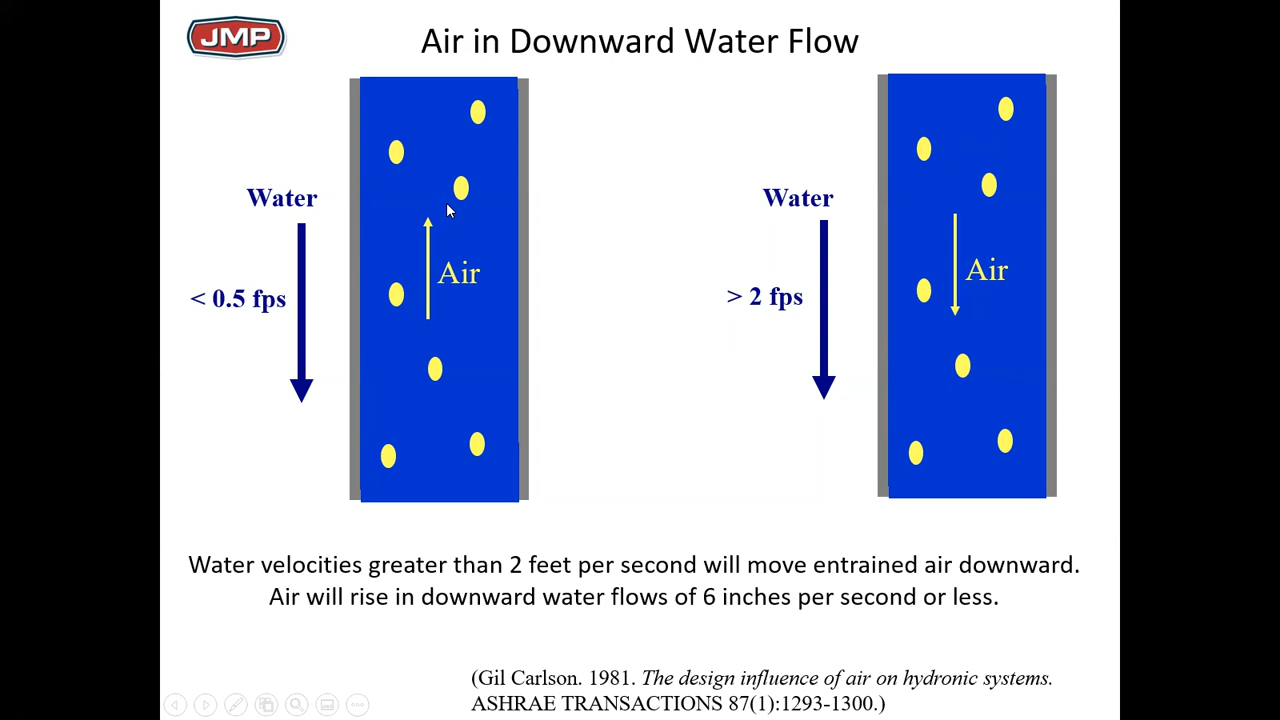 JMP
Air in Downward Water Flow
Water
< 0.5 fps
Air
Water
> 2 fps
Air
Water velocities greater than 2 feet per second will move entrained air downward.
Air will rise in downward water flows of 6 inches per second or less.
(Gil Carlson. 1981. The design influence of air on hydronic systems.
ASHRAE TRANSACTIONS 87(1):1293-1300.)